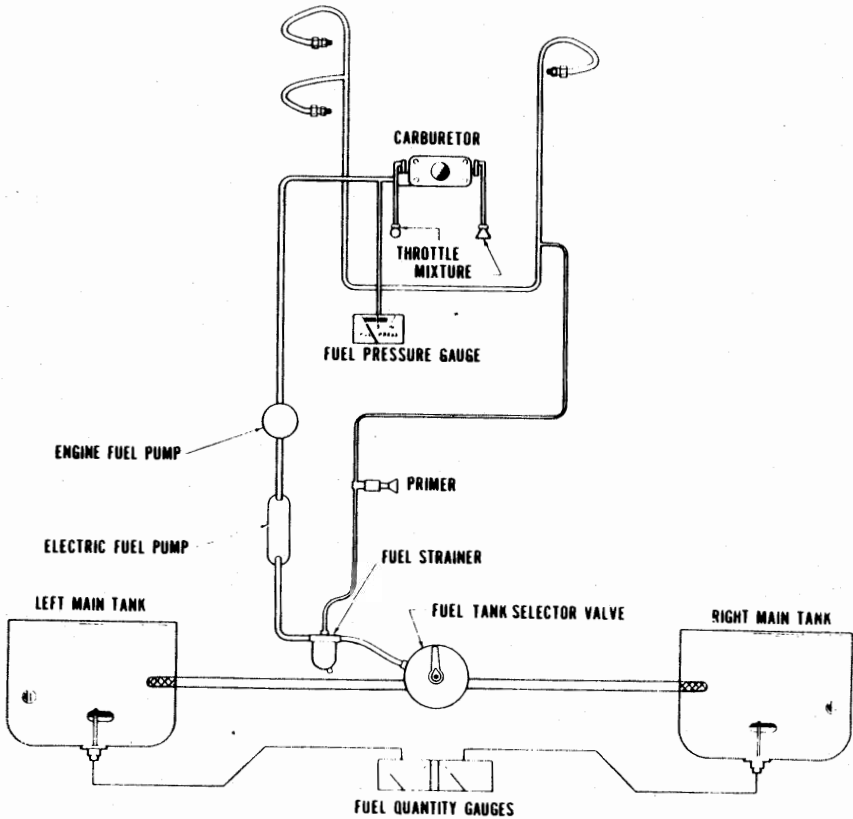 CARBURETOR
THROTTLE
MIXTURE
FUEL PRESSURE GAUGE
ENGINE FUEL PUMP
PRIMER
ELECTRIC FUEL PUMP
FUEL STRAINER
LEFT MAIN TANK
FUEL TANK SELECTOR VALVE
RIGHT MAIN TANK
FUEL QUANTITY GAUGES